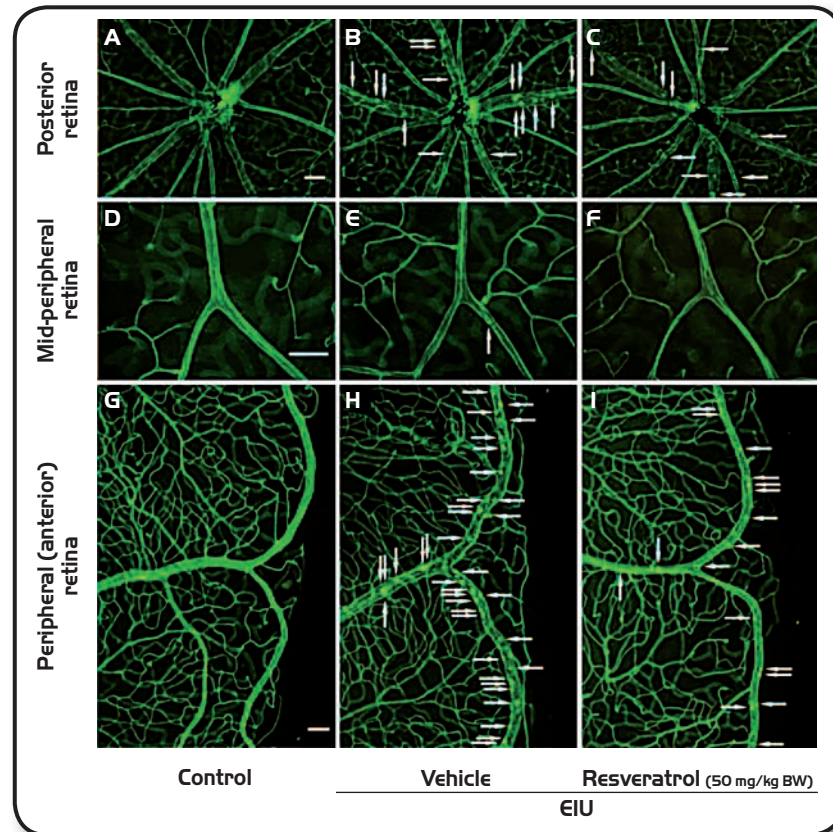 A
B
C
Posterior
retina
D
E
F
Mid-peripheral
retina
G
H
I
Peripheral (anterior)
retina
Control
Vehicle
Resveratrol (50 mg/kg BW)
EIU